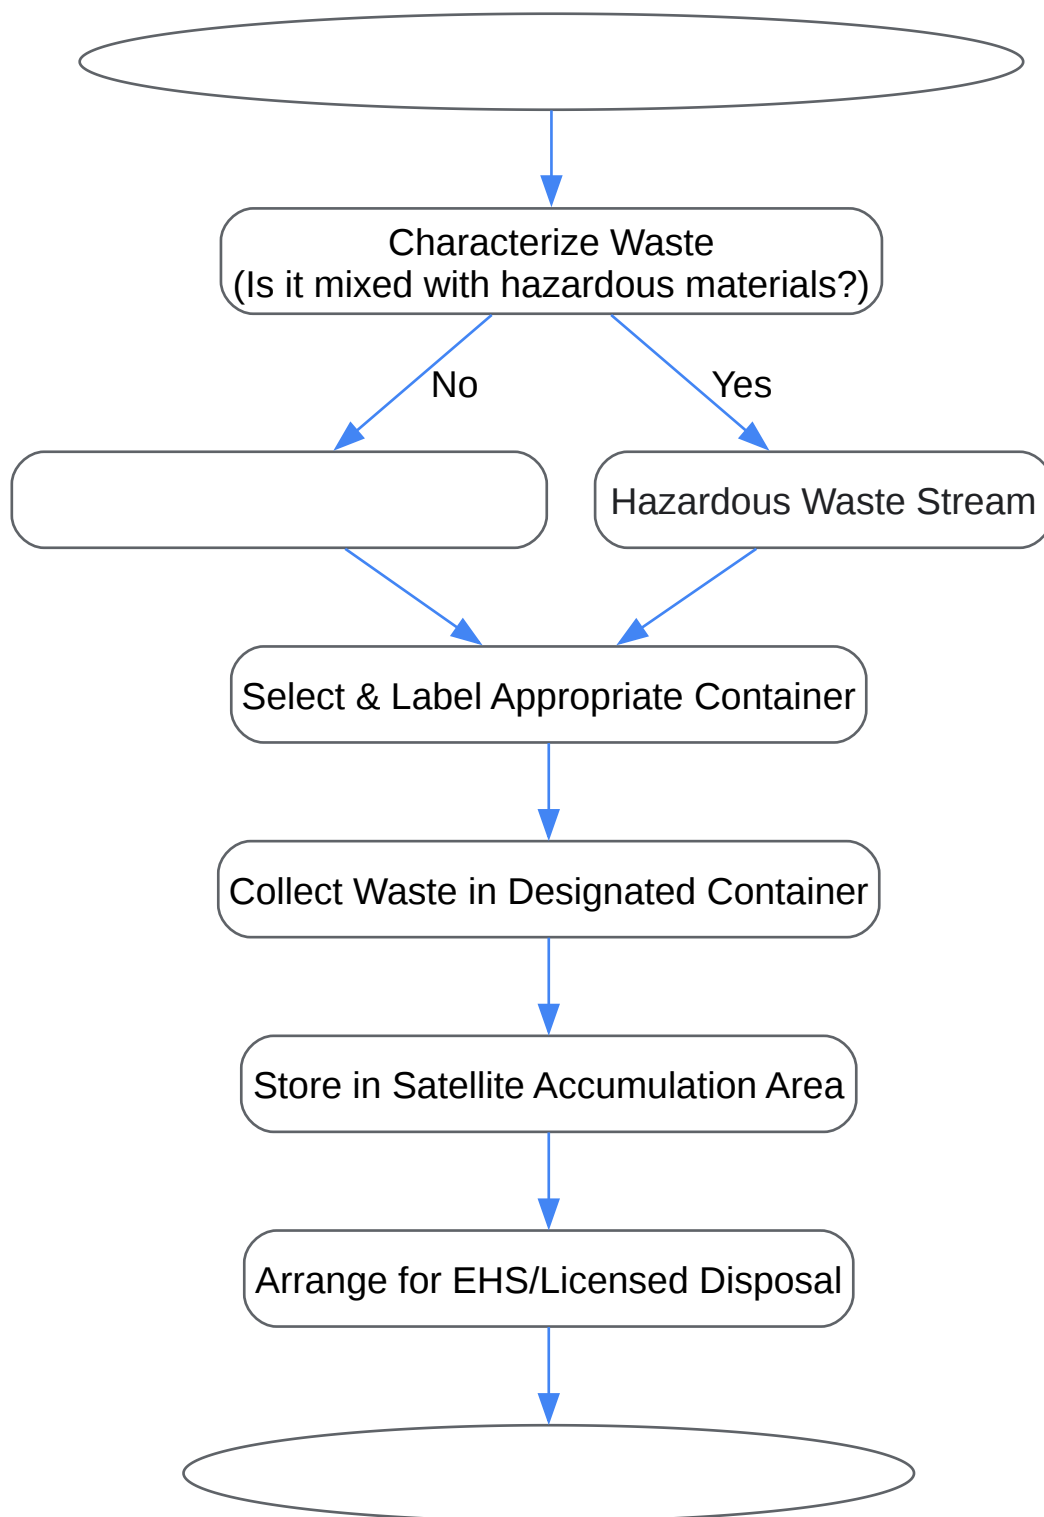 Characterize Waste
(Is it mixed with hazardous materials?)
No
Yes
Hazardous Waste Stream
Select & Label Appropriate Container
Collect Waste in Designated Container
Store in Satellite Accumulation Area
Arrange for EHS/Licensed Disposal